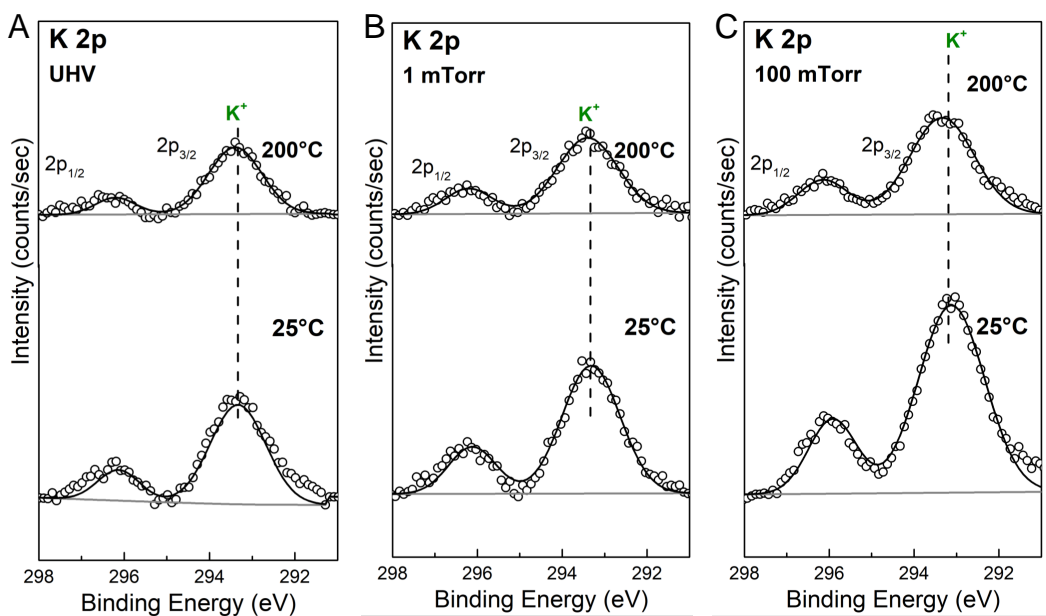 A
K 2p
UHV
K⁺
2p₃/₂
200°C
2p₁/₂
25°C
Intensity (counts/sec)
298 296 294 292
Binding Energy (eV)
B
K 2p
1 mTorr
K⁺
2p₃/₂
200°C
2p₁/₂
25°C
Intensity (counts/sec)
298 296 294 292
Binding Energy (eV)
C
K⁺
K 2p
100 mTorr
200°C
2p₃/₂
2p₁/₂
25°C
Intensity (counts/sec)
298 296 294 292
Binding Energy (eV)